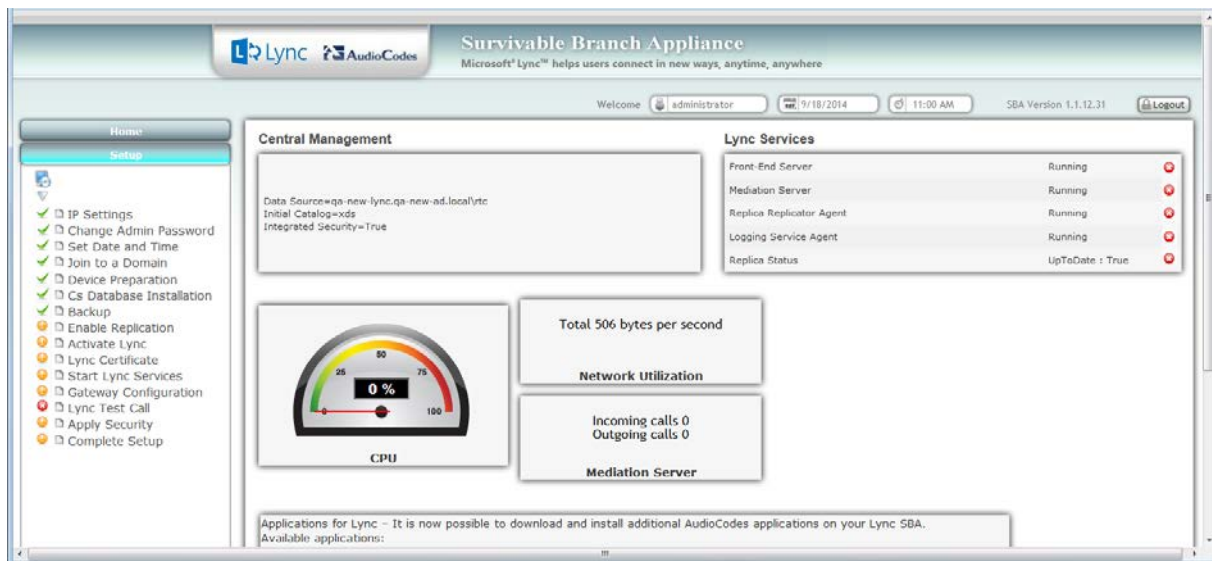 Lync AudioCodes
Survivable Branch Appliance
Microsoft® Lync™ helps users connect in new ways, anytime, anywhere
Welcome administrator 9/18/2014 11:00 AM SBA Version 1.1.12.31 Logout
Home
Setup
IP Settings
Change Admin Password
Set Date and Time
Join to a Domain
Device Preparation
Cs Database Installation
Backup
Enable Replication
Activate Lync
Lync Certificate
Start Lync Services
Gateway Configuration
Lync Test Call
Apply Security
Complete Setup
Central Management
Data Source=qa-new-lync.qa-new-ad.local\rtc
Initial Catalog=xds
Integrated Security=True
Lync Services
Front-End Server Running
Mediation Server Running
Replica Replicator Agent Running
Logging Service Agent Running
Replica Status UpToDate : True
0 25 50 75 100
0 %
CPU
Total 506 bytes per second
Network Utilization
Incoming calls 0
Outgoing calls 0
Mediation Server
Applications for Lync - It is now possible to download and install additional AudioCodes applications on your Lync SBA.
Available applications: